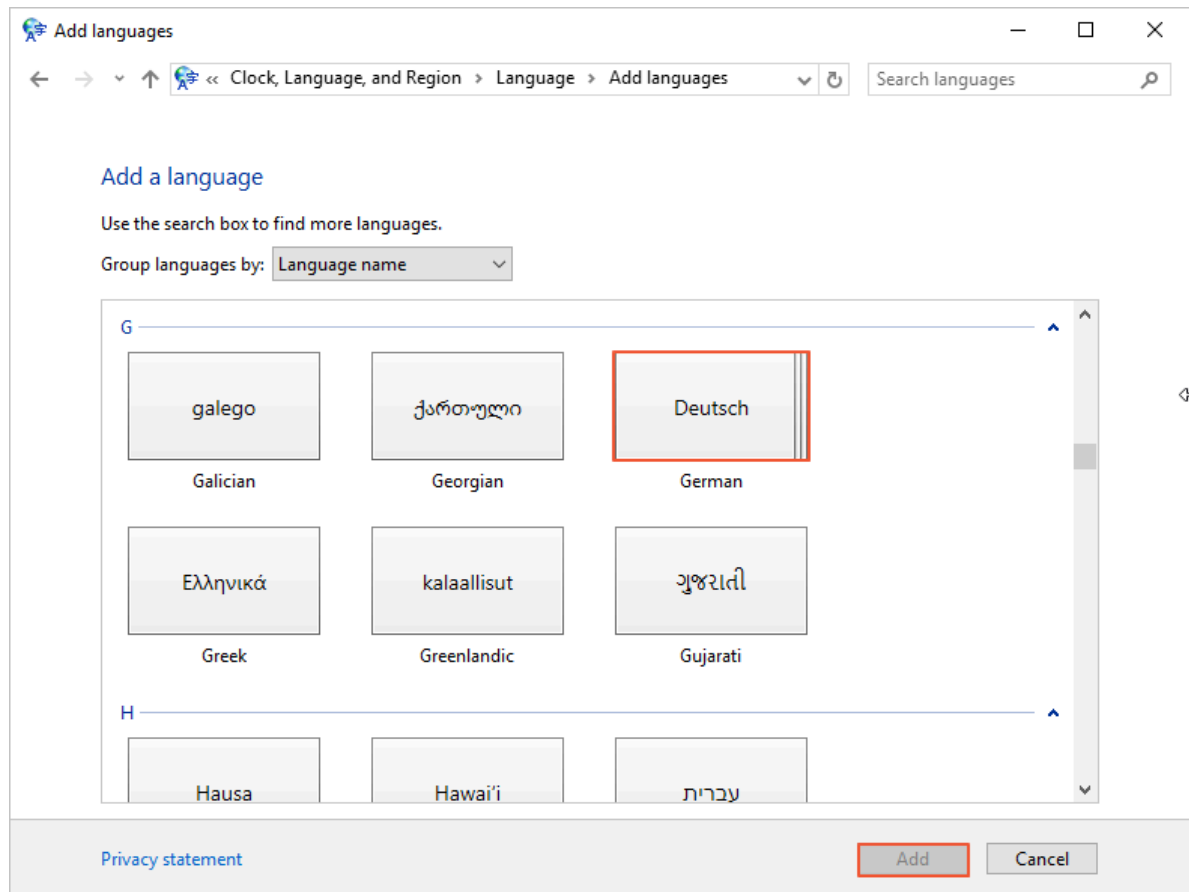 Add languages
« Clock, Language, and Region › Language › Add languages
Search languages
Add a language
Use the search box to find more languages.
Group languages by: Language name
G
galego ქართული Deutsch
Galician Georgian German
Ελληνικά kalaallisut ગુજરાતી
Greek Greenlandic Gujarati
H
Hausa Hawaiʻi עברית
Privacy statement Add Cancel